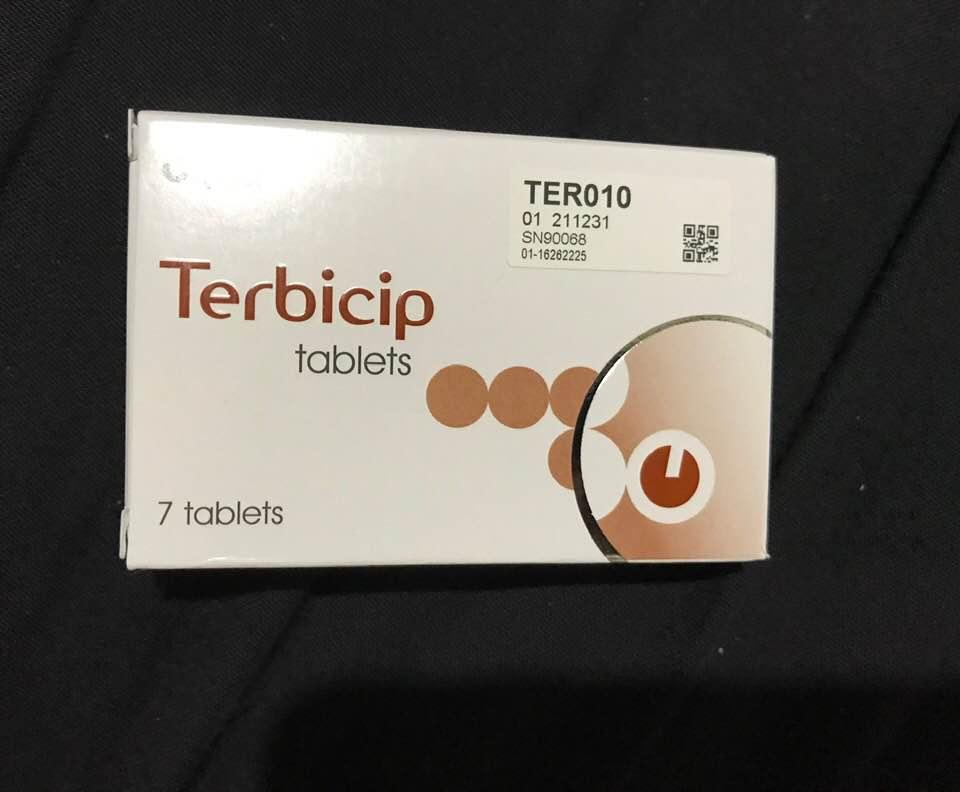 TER010
01 211231
SN90068
01-16262225
Terbicip
tablets
7 tablets